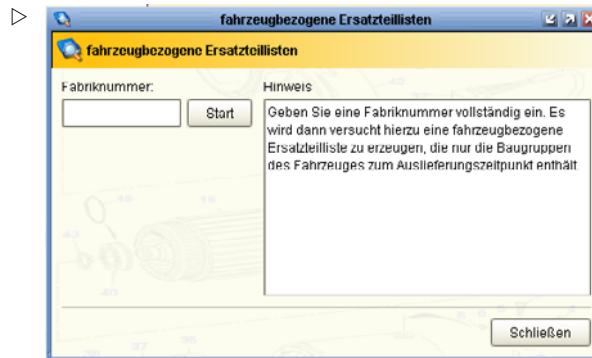 fahrzeugbezogene Ersatzteillisten
fahrzeugbezogene Ersatzteillisten
Fabriknummer:
Start
Hinweis
Geben Sie eine Fabriknummer vollständig ein. Es
wird dann versucht hierzu eine fahrzeugbezogene
Ersatzteilliste zu erzeugen, die nur die Baugruppen
des Fahrzeuges zum Auslieferungszeitpunkt enthält.
Schließen